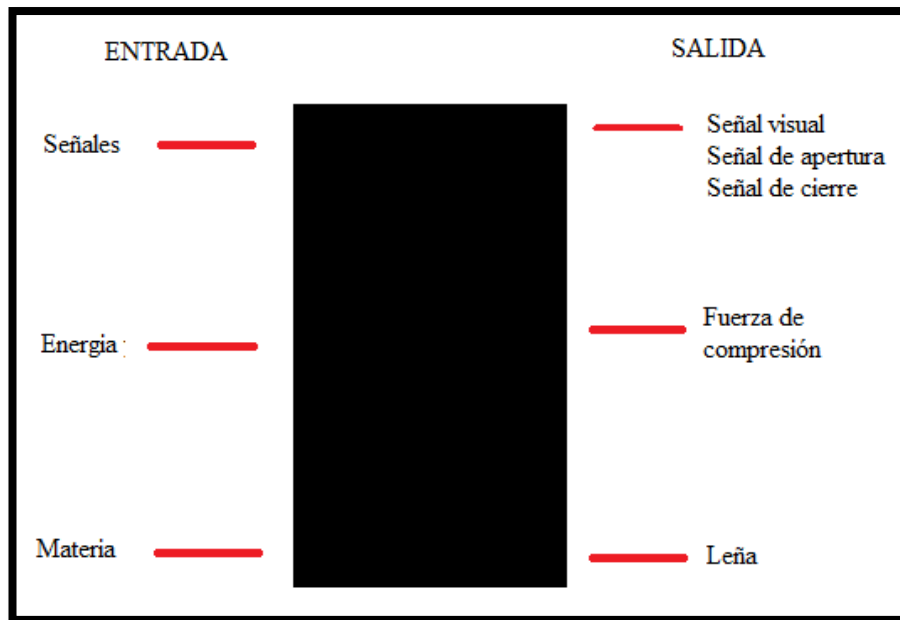 ENTRADA
SALIDA
Señales
Señal visual
Señal de apertura
Señal de cierre
Energia
Fuerza de
compresión
Materia
Leña